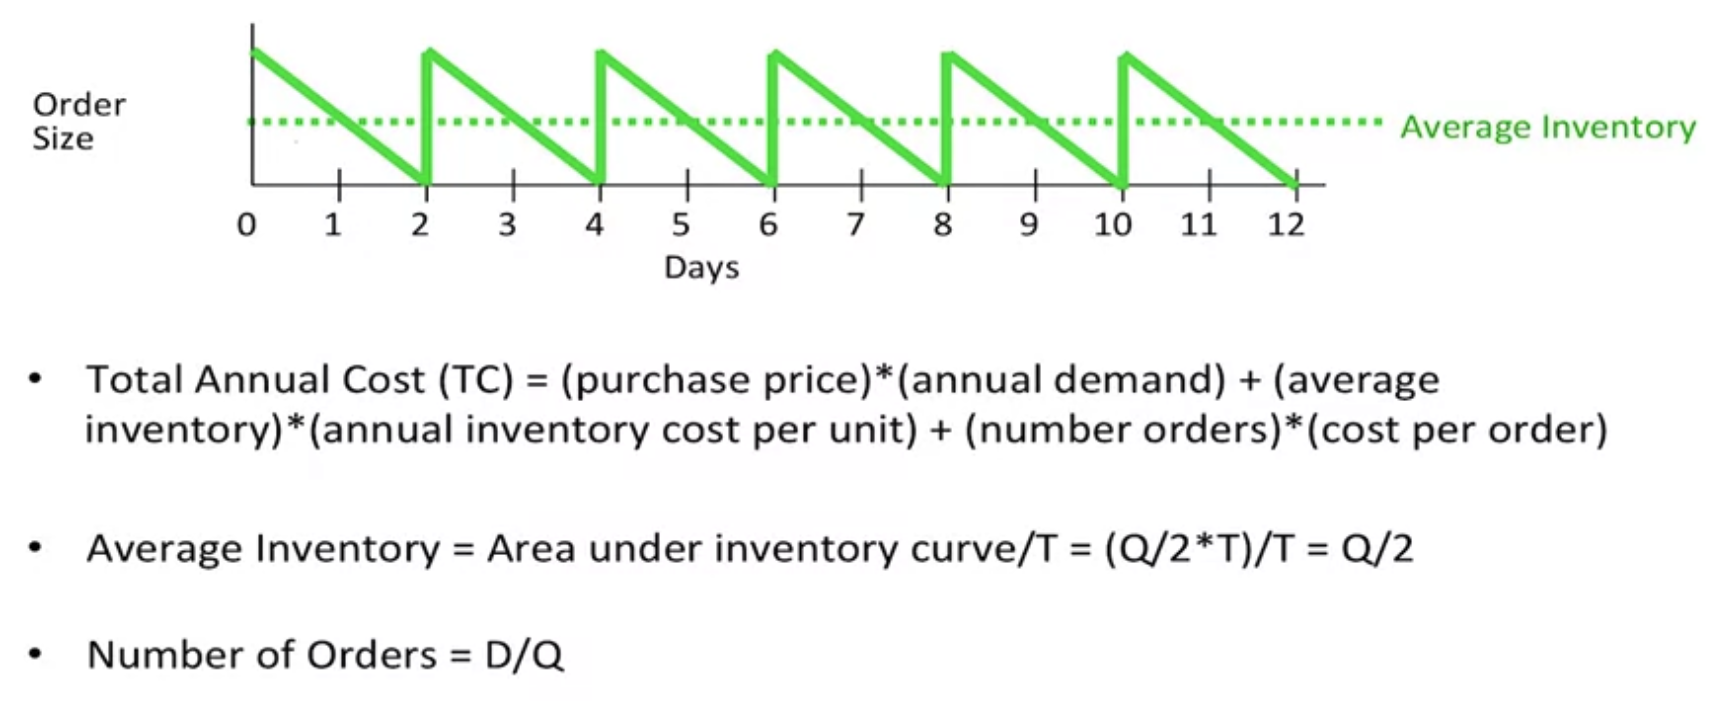 Order
Size
Average Inventory
0 1 2 3 4 5 6 7 8 9 10 11 12
Days
• Total Annual Cost (TC) = (purchase price)*(annual demand) + (average
inventory)*(annual inventory cost per unit) + (number orders)*(cost per order)
• Average Inventory = Area under inventory curve/T = (Q/2*T)/T = Q/2
• Number of Orders = D/Q